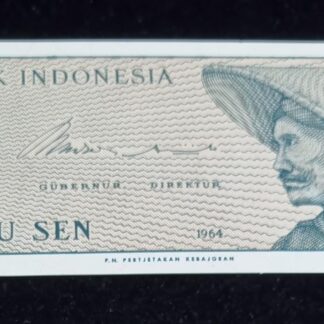 K INDONESIA
GUBERNUR DIREKTUR
U SEN
1964
P.N. PERTJETAKAN KEBAJORAN